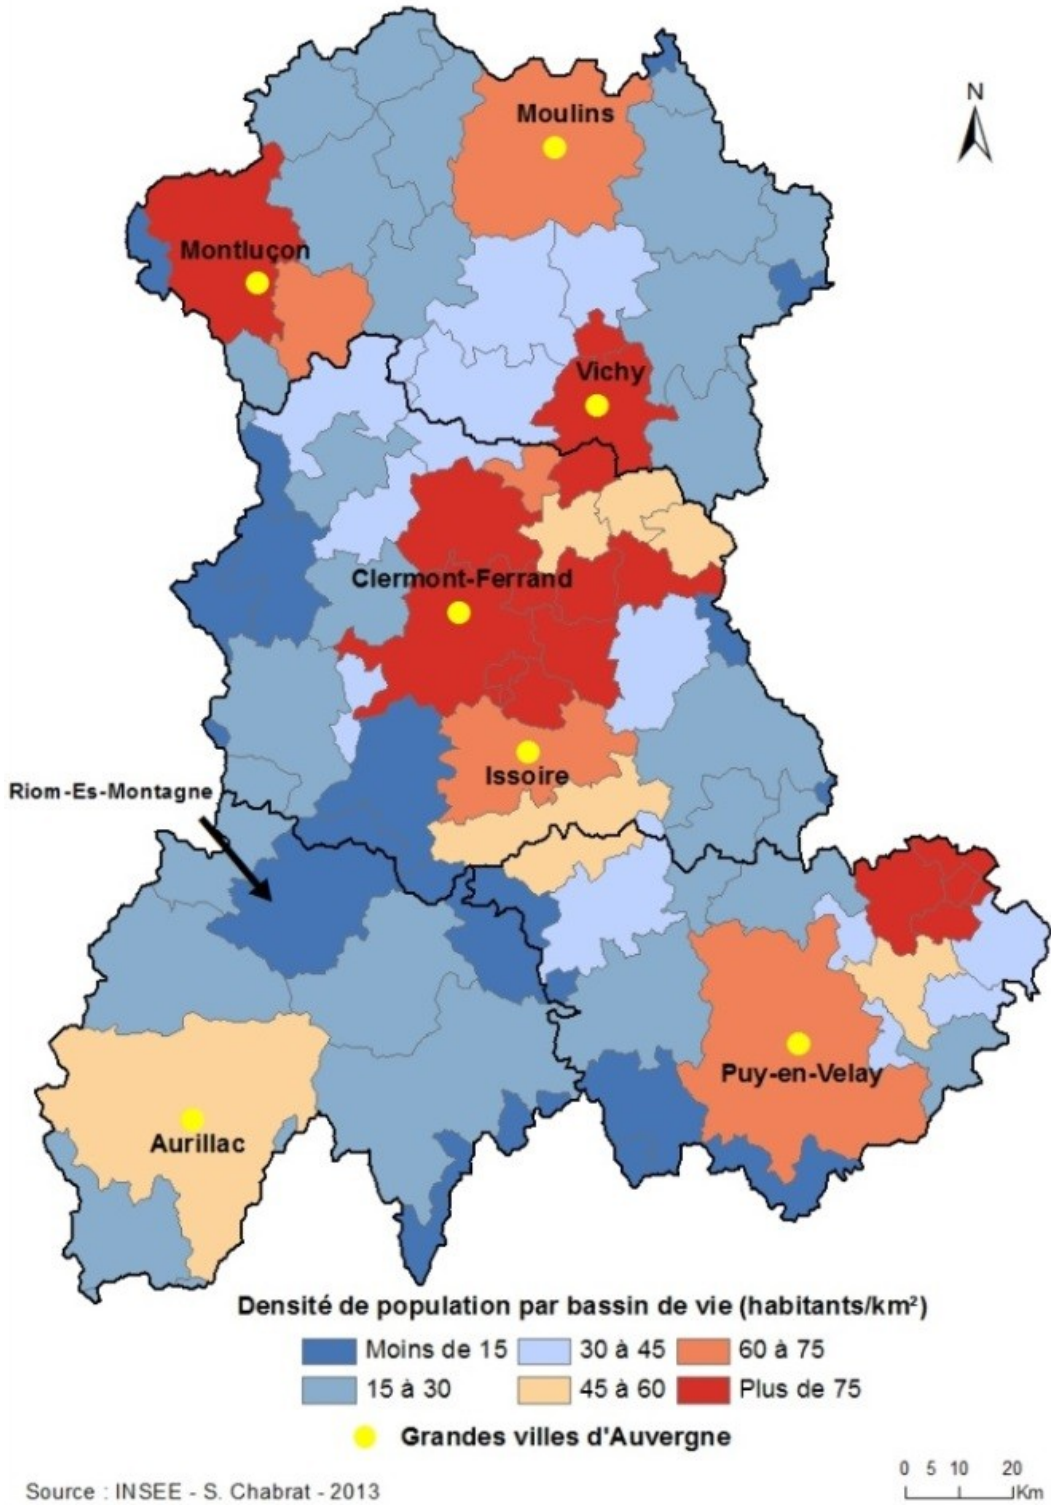 N
Moulins
Montluçon
Vichy
Clermont-Ferrand
Issoire
Riom-Es-Montagne
Puy-en-Velay
Aurillac
Densité de population par bassin de vie (habitants/km²)
Moins de 15 30 à 45 60 à 75
15 à 30 45 à 60 Plus de 75
Grandes villes d'Auvergne
0 5 10 20
Km
Source : INSEE - S. Chabrat - 2013